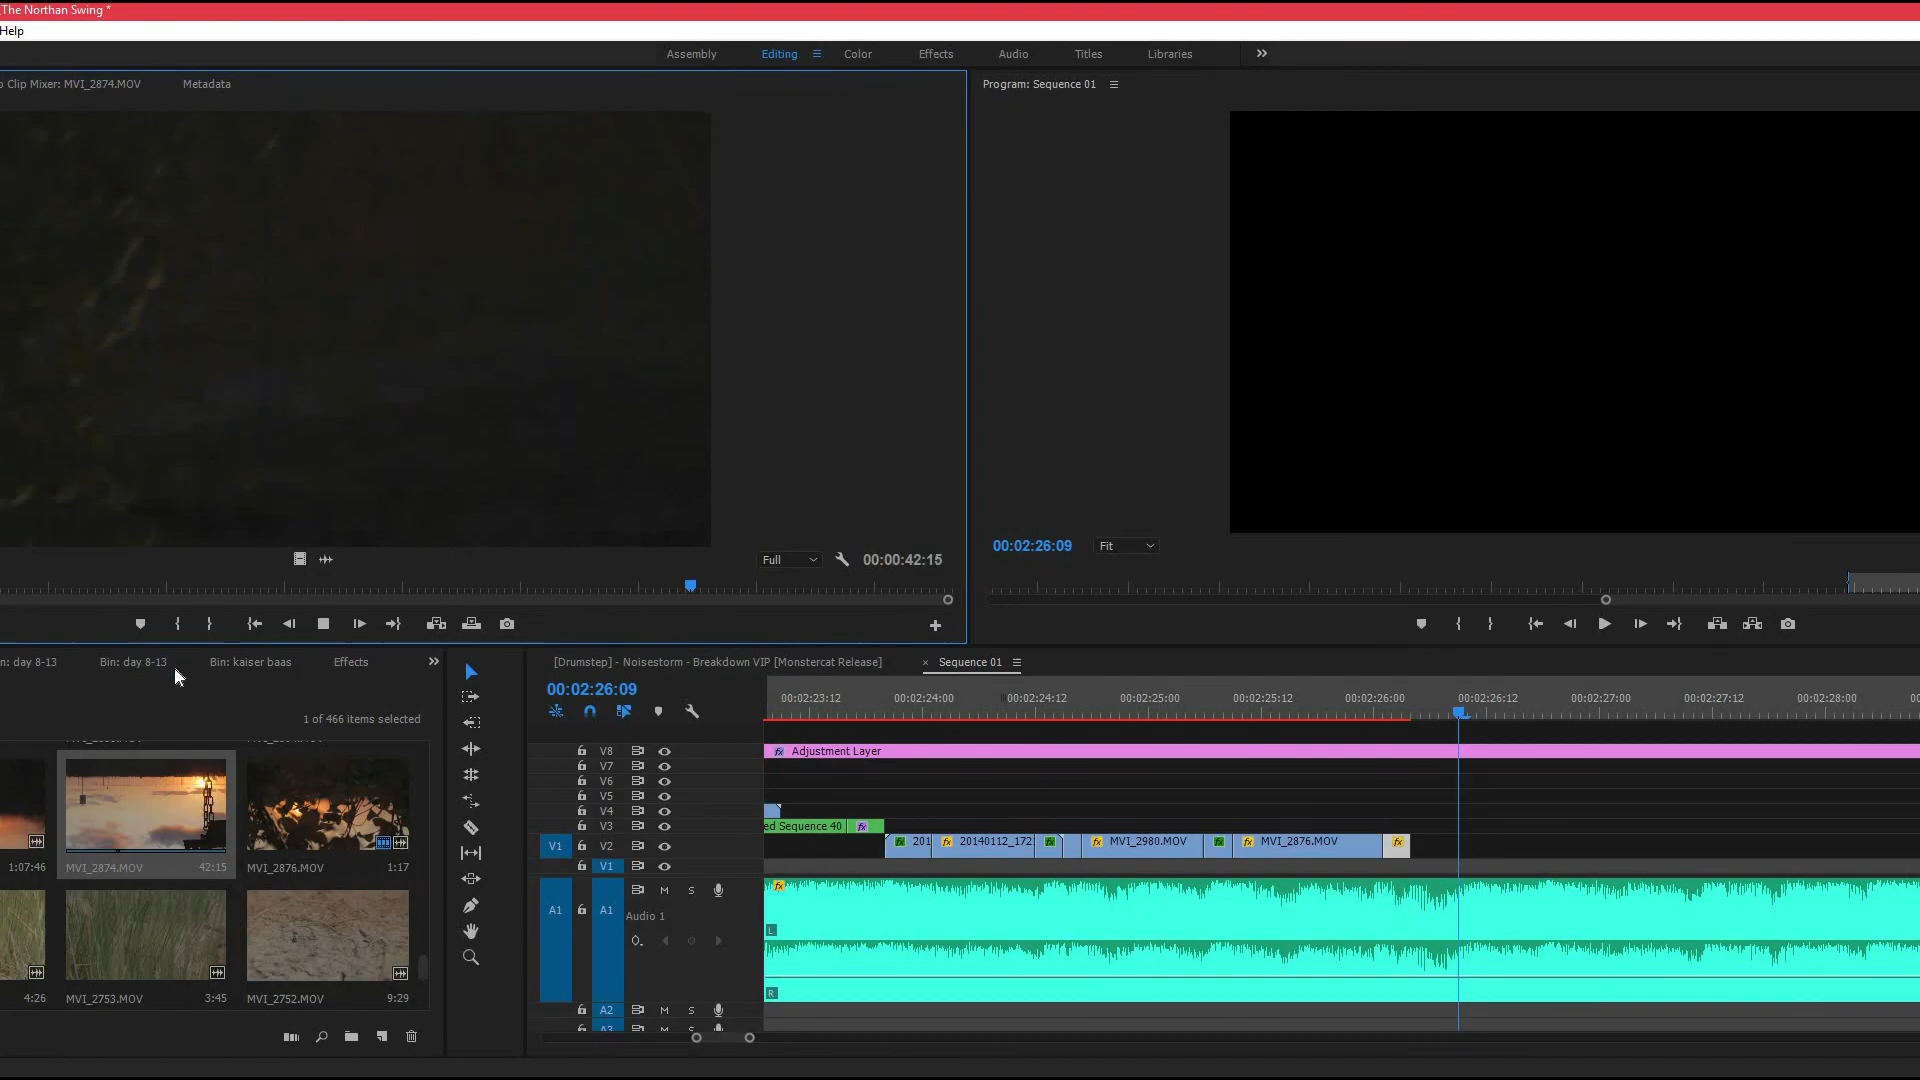 The Northan Swing *
Help
Assembly Editing Color Effects Audio Titles Libraries
o Clip Mixer: MVI_2874.MOV Metadata
Program: Sequence 01
Full 00:00:42:15
00:02:26:09 Fit
n: day 8-13 Bin: day 8-13 Bin: kaiser baas Effects
1 of 466 items selected
1:07:46 MVI_2874.MOV 42:15 MVI_2876.MOV 1:17
4:26 MVI_2753.MOV 3:45 MVI_2752.MOV 9:29
[Drumstep] - Noisestorm - Breakdown VIP [Monstercat Release] × Sequence 01
00:02:26:09
00:02:23:12 00:02:24:00 00:02:24:12 00:02:25:00 00:02:25:12 00:02:26:00 00:02:26:12 00:02:27:00 00:02:27:12 00:02:28:00
V8 fx Adjustment Layer
V7
V6
V5
V4
V3 ed Sequence 40 fx
V1 V2 fx 201 fx 20140112_172 fx fx MVI_2980.MOV fx fx MVI_2876.MOV fx
V1
A1 A1 M S fx
Audio 1
L
R
A2 M S
A3